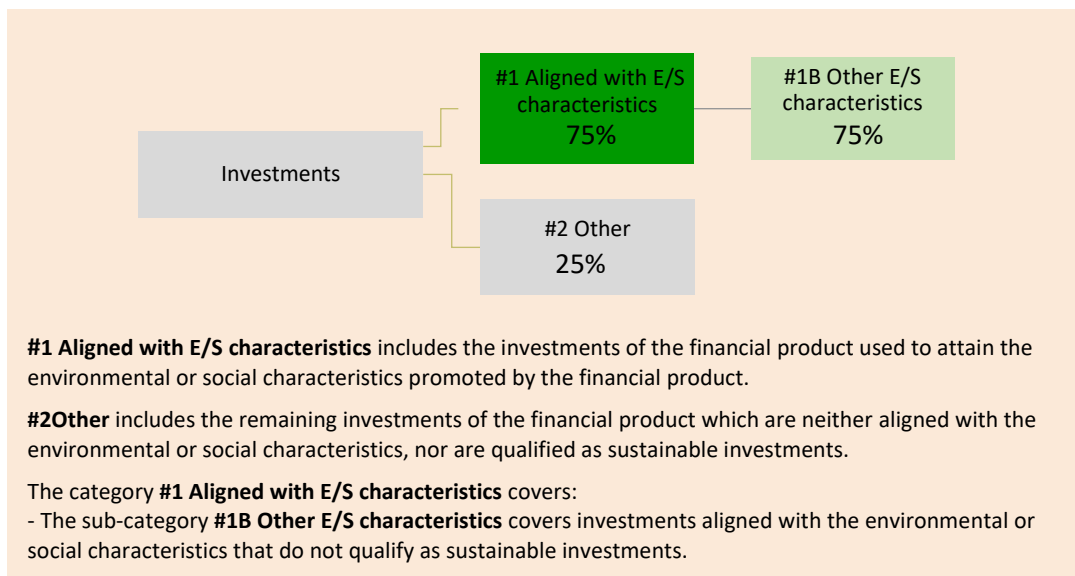 #1 Aligned with E/S
characteristics
75%
#1B Other E/S
characteristics
75%
Investments
#2 Other
25%
#1 Aligned with E/S characteristics includes the investments of the financial product used to attain the
environmental or social characteristics promoted by the financial product.
#2Other includes the remaining investments of the financial product which are neither aligned with the
environmental or social characteristics, nor are qualified as sustainable investments.
The category #1 Aligned with E/S characteristics covers:
- The sub-category #1B Other E/S characteristics covers investments aligned with the environmental or
social characteristics that do not qualify as sustainable investments.